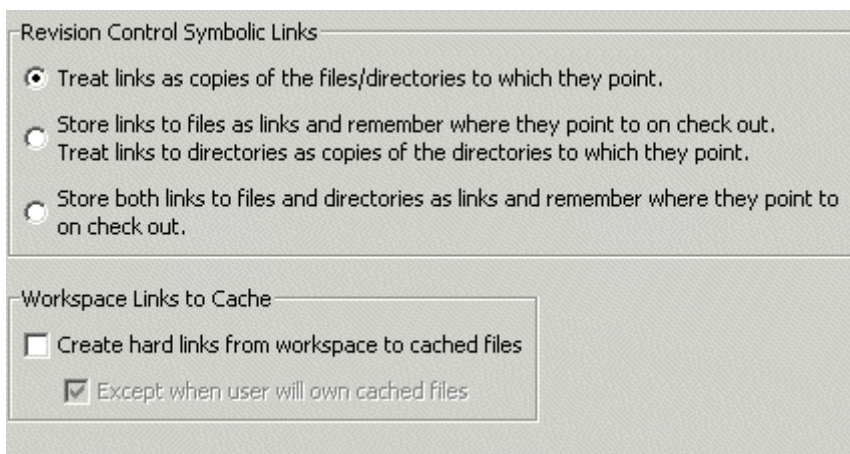 Revision Control Symbolic Links
Treat links as copies of the files/directories to which they point.
Store links to files as links and remember where they point to on check out.
Treat links to directories as copies of the directories to which they point.
Store both links to files and directories as links and remember where they point to
on check out.
Workspace Links to Cache
Create hard links from workspace to cached files
Except when user will own cached files